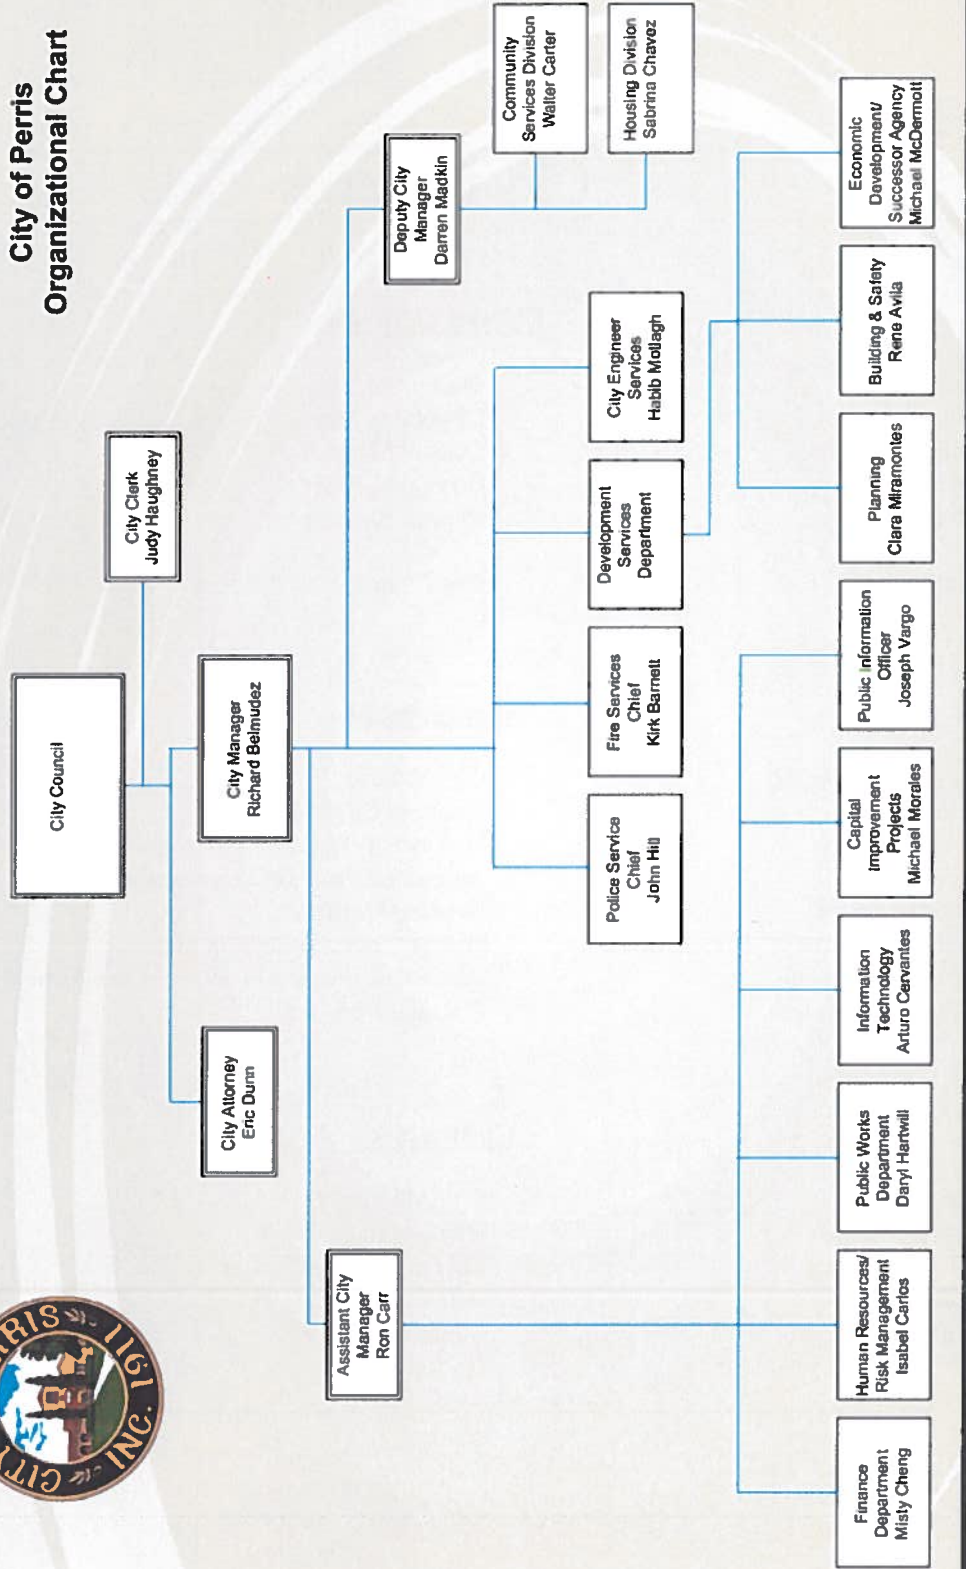 City of Perris
Organizational Chart
CITY
RIS
INC. 1161
City Council
City Clerk
Judy Haughney
City Attorney
Eric Dunn
City Manager
Richard Belmudez
Assistant City
Manager
Ron Carr
Deputy City
Manager
Darren Madkin
Community
Services Division
Walter Carter
Housing Division
Sabrina Chavez
Police Service
Chief
John Hill
Fire Services
Chief
Kirk Barnett
Development
Services
Department
City Engineer
Services
Habib Motlagh
Finance
Department
Misty Cheng
Human Resources/
Risk Management
Isabel Carlos
Public Works
Department
Daryl Hartwill
Information
Technology
Arturo Cervantes
Capital
Improvement
Projects
Michael Morales
Public Information
Officer
Joseph Vargo
Planning
Clara Miramontes
Building & Safety
Rene Avila
Economic
Development/
Successor Agency
Michael McDermott